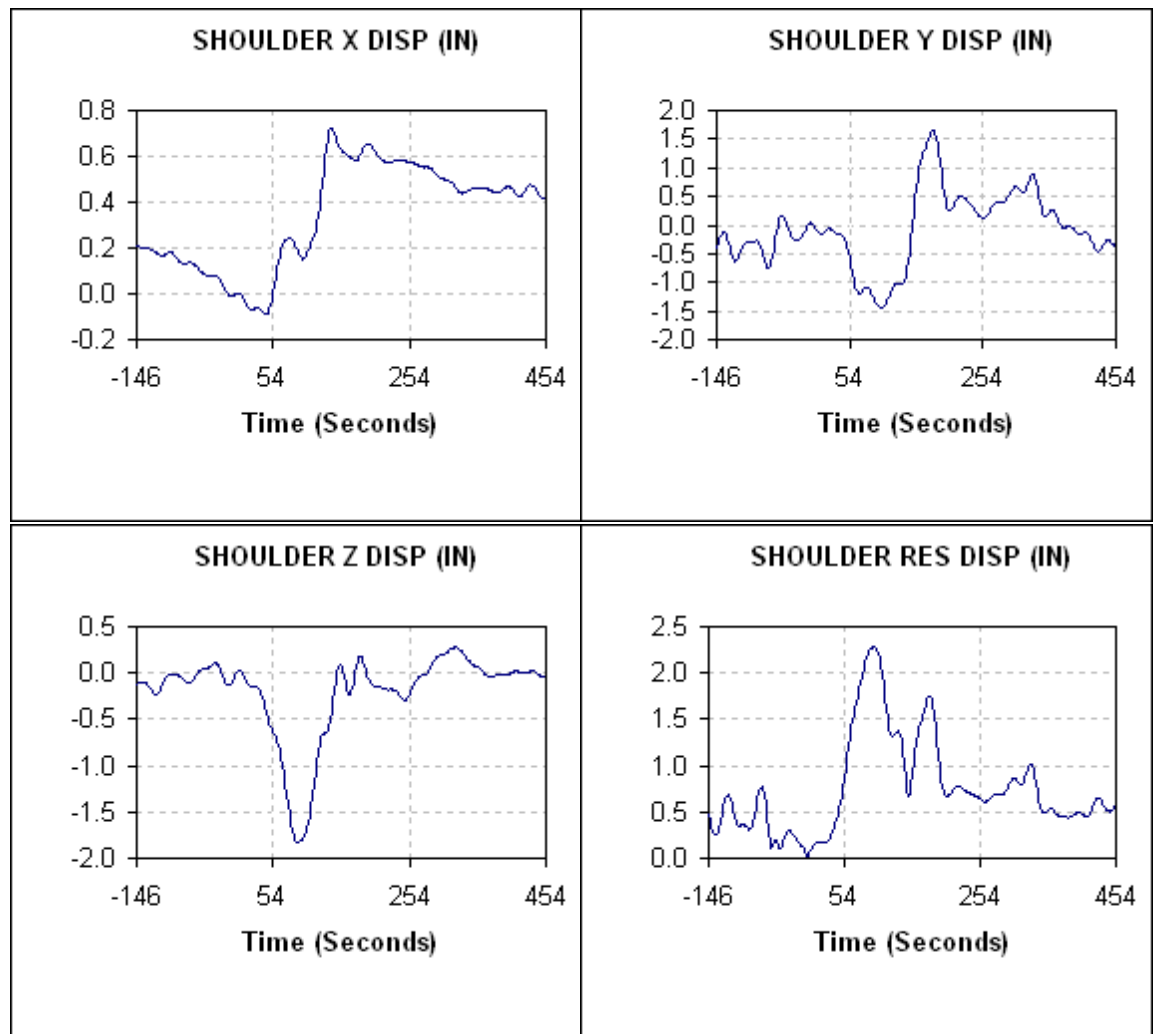 SHOULDER X DISP (IN)
0.8
0.6
0.4
0.2
0.0
-0.2
-146 54 254 454
Time (Seconds)
SHOULDER Y DISP (IN)
2.0
1.5
1.0
0.5
0.0
-0.5
-1.0
-1.5
-2.0
-146 54 254 454
Time (Seconds)
SHOULDER Z DISP (IN)
0.5
0.0
-0.5
-1.0
-1.5
-2.0
-146 54 254 454
Time (Seconds)
SHOULDER RES DISP (IN)
2.5
2.0
1.5
1.0
0.5
0.0
-146 54 254 454
Time (Seconds)